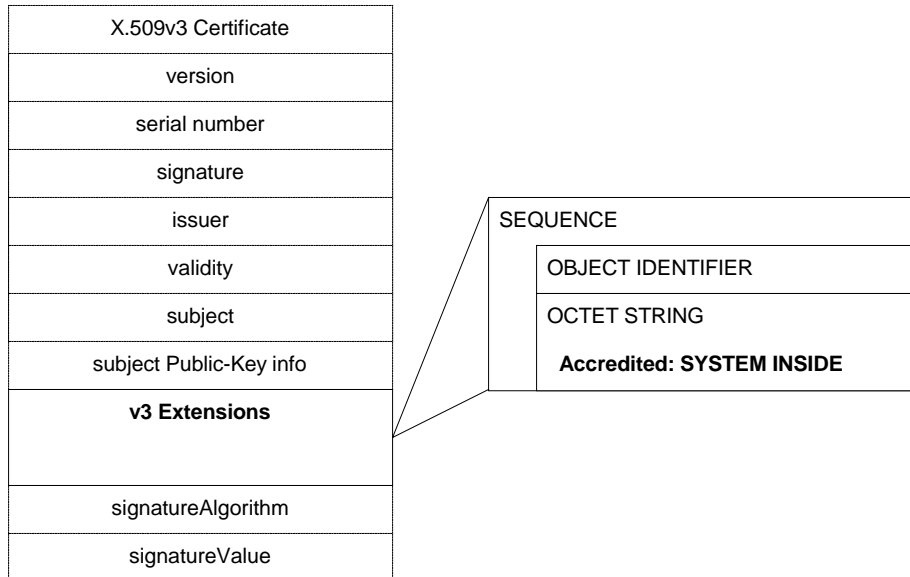 X.509v3 Certificate
version
serial number
signature
issuer
validity
subject
subject Public-Key info
v3 Extensions
signatureAlgorithm
signatureValue
SEQUENCE
OBJECT IDENTIFIER
OCTET STRING
Accredited: SYSTEM INSIDE